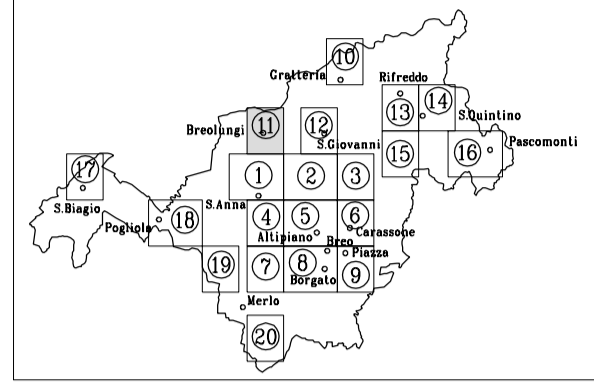 10
Gratteria
Rifreddo
14
13
S.Quintino
11
12
Breolungi
S.Giovanni
Pascomonti
15
16
17
1
2
3
S.Biagio
S.Anna
18
4
5
6
Pogliola
Altipiano
Carassone
Breo
19
7
8
Piazza
9
Borgato
Merlo
20